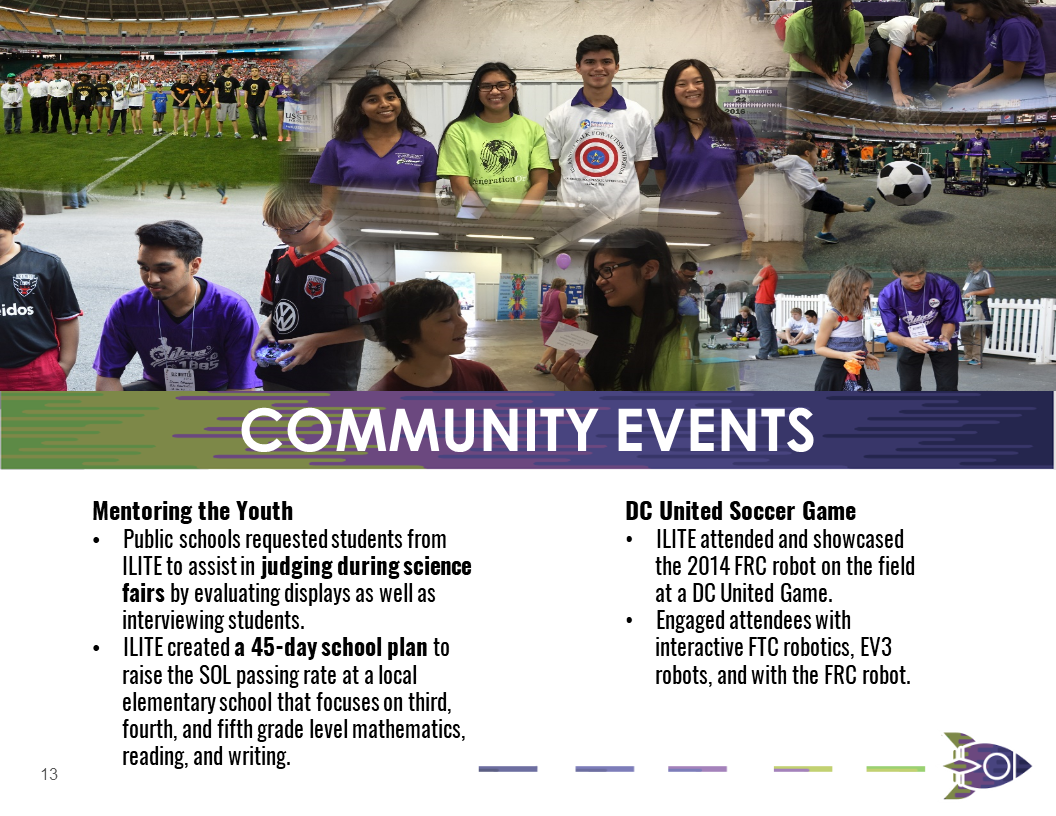 eidos
1885
COMMUNITY EVENTS
Mentoring the Youth
• Public schools requested students from
ILITE to assist in judging during science
fairs by evaluating displays as well as
interviewing students.
• ILITE created a 45-day school plan to
raise the SOL passing rate at a local
elementary school that focuses on third,
fourth, and fifth grade level mathematics,
reading, and writing.
DC United Soccer Game
• ILITE attended and showcased
the 2014 FRC robot on the field
at a DC United Game.
• Engaged attendees with
interactive FTC robotics, EV3
robots, and with the FRC robot.
13